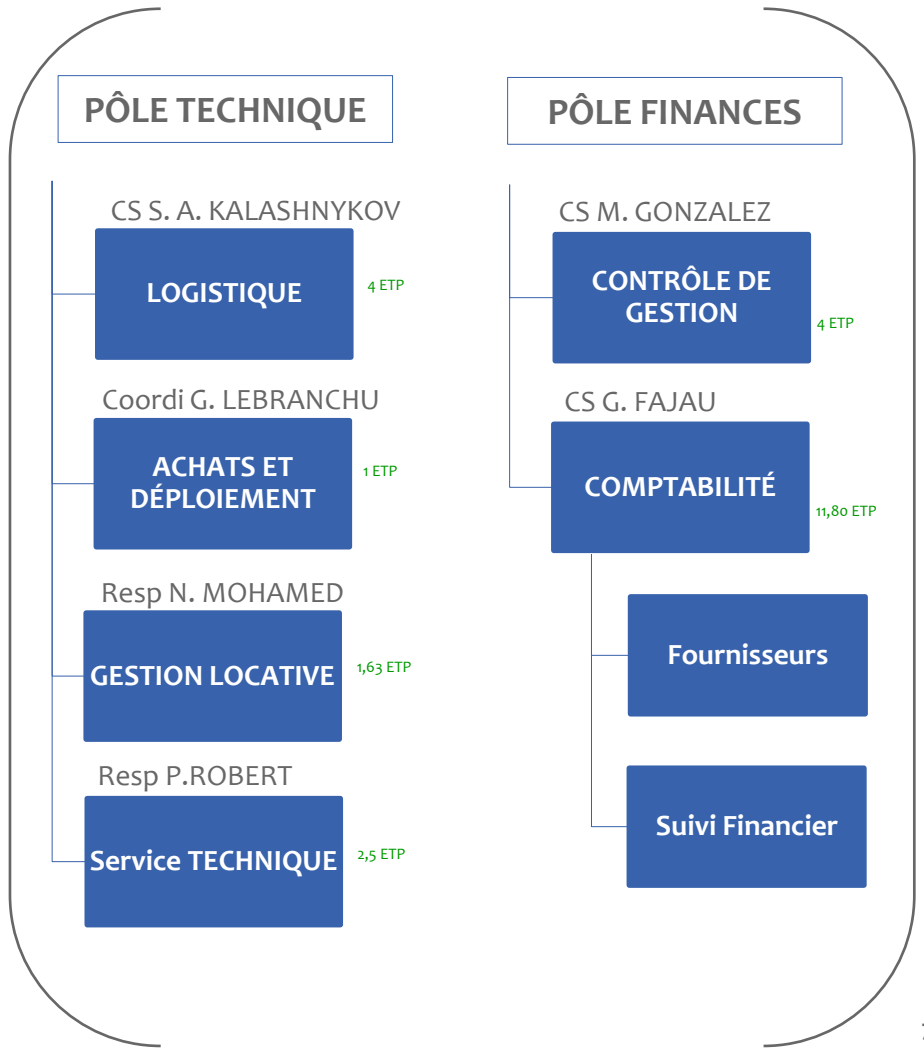 PÔLE TECHNIQUE
CS S. A. KALASHNYKOV
LOGISTIQUE
4 ETP
Coordi G. LEBRANCHU
ACHATS ET
DÉPLOIEMENT
1 ETP
Resp N. MOHAMED
GESTION LOCATIVE
1,63 ETP
Resp P.ROBERT
Service TECHNIQUE
2,5 ETP
PÔLE FINANCES
CS M. GONZALEZ
CONTRÔLE DE
GESTION
4 ETP
CS G. FAJAU
COMPTABILITÉ
11,80 ETP
Fournisseurs
Suivi Financier